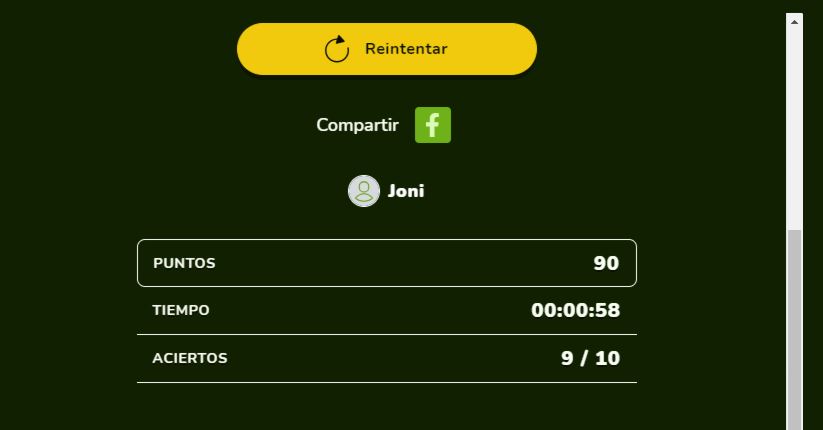 Reintentar
Compartir
Joni
PUNTOS 90
TIEMPO 00:00:58
ACIERTOS 9 / 10